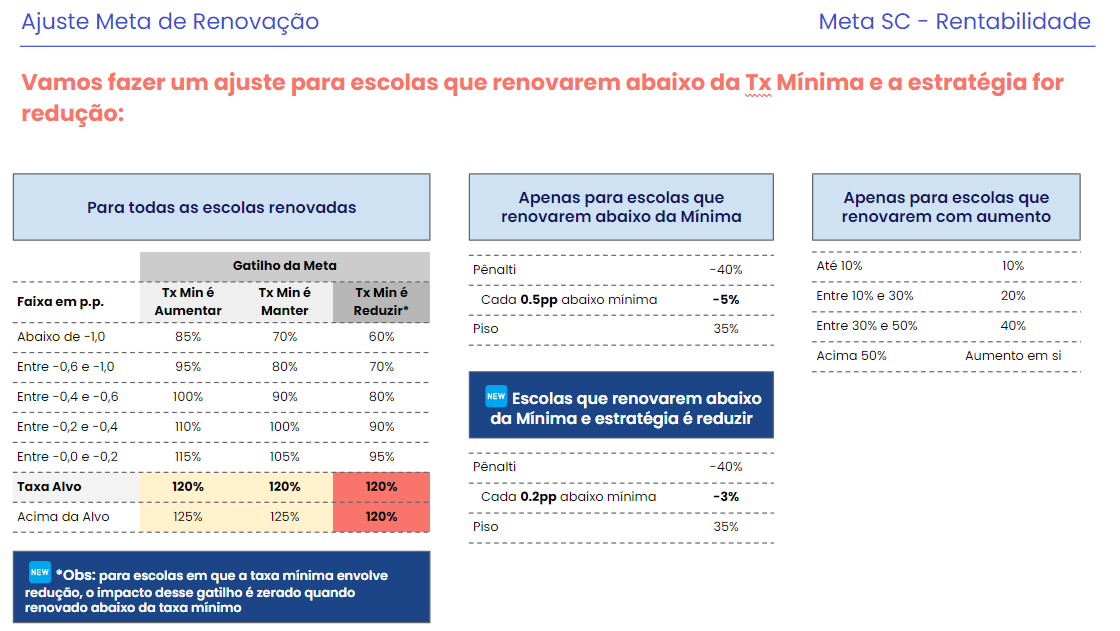 Ajuste Meta de Renovação
Meta SC - Rentabilidade
Vamos fazer um ajuste para escolas que renovarem abaixo da Tx Mínima e a estratégia for
redução:
Para todas as escolas renovadas
Gatilho da Meta
Faixa em p.p. Tx Min é Aumentar Tx Min é Manter Tx Min é Reduzir*
Abaixo de -1,0 85% 70% 60%
Entre -0,6 e -1,0 95% 80% 70%
Entre -0,4 e -0,6 100% 90% 80%
Entre -0,2 e -0,4 110% 100% 90%
Entre -0,0 e -0,2 115% 105% 95%
Taxa Alvo 120% 120% 120%
Acima da Alvo 125% 125% 120%
NEW *Obs: para escolas em que a taxa mínima envolve
redução, o impacto desse gatilho é zerado quando
renovado abaixo da taxa mínimo
Apenas para escolas que
renovarem abaixo da Mínima
Pênalti -40%
Cada 0.5pp abaixo mínima -5%
Piso 35%
NEW Escolas que renovarem abaixo
da Mínima e estratégia é reduzir
Pênalti -40%
Cada 0.2pp abaixo mínima -3%
Piso 35%
Apenas para escolas que
renovarem com aumento
Até 10% 10%
Entre 10% e 30% 20%
Entre 30% e 50% 40%
Acima 50% Aumento em si